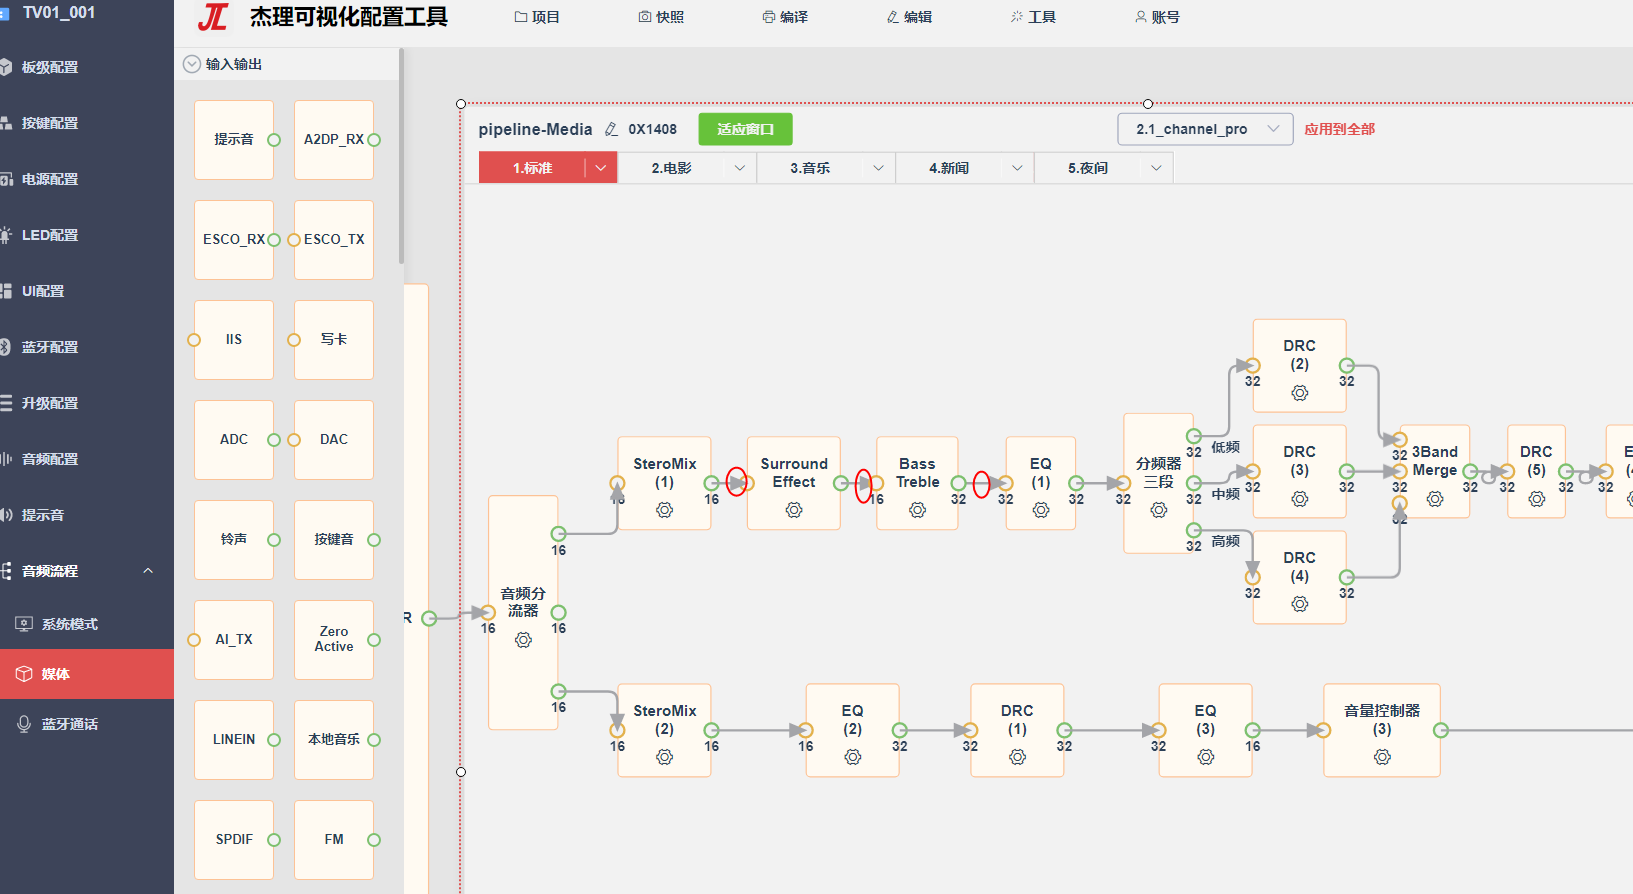 TV01_001
板级配置
按键配置
电源配置
LED配置
UI配置
蓝牙配置
升级配置
音频配置
提示音
音频流程
系统模式
媒体
蓝牙通话
JL
杰理可视化配置工具
项目
快照
编译
编辑
工具
账号
输入输出
提示音
A2DP_RX
ESCO_RX
ESCO_TX
IIS
写卡
ADC
DAC
铃声
按键音
AI_TX
Zero
Active
LINEIN
本地音乐
SPDIF
FM
pipeline-Media
0X1408
适应窗口
2.1_channel_pro
应用到全部
1.标准
2.电影
3.音乐
4.新闻
5.夜间
R
音频分
流器
16
16
16
16
SteroMix
(1)
16
16
Surround
Effect
Bass
Treble
16
32
EQ
(1)
32
32
分频器
三段
32
32
低频
32
中频
32
高频
DRC
(2)
32
32
DRC
(3)
32
32
DRC
(4)
32
32
3Band
Merge
32
32
32
32
DRC
(5)
32
32
32
SteroMix
(2)
16
16
EQ
(2)
16
32
DRC
(1)
32
32
EQ
(3)
32
16
音量控制器
(3)